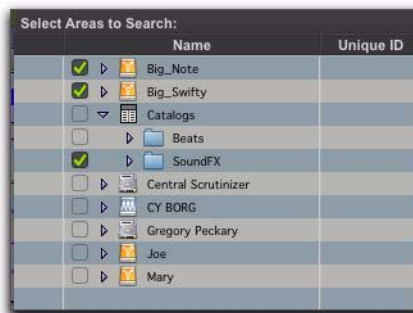 Select Areas to Search:
Name Unique ID
Big_Note
Big_Swifty
Catalogs
Beats
SoundFX
Central Scrutinizer
CY BORG
Gregory Peckary
Joe
Mary